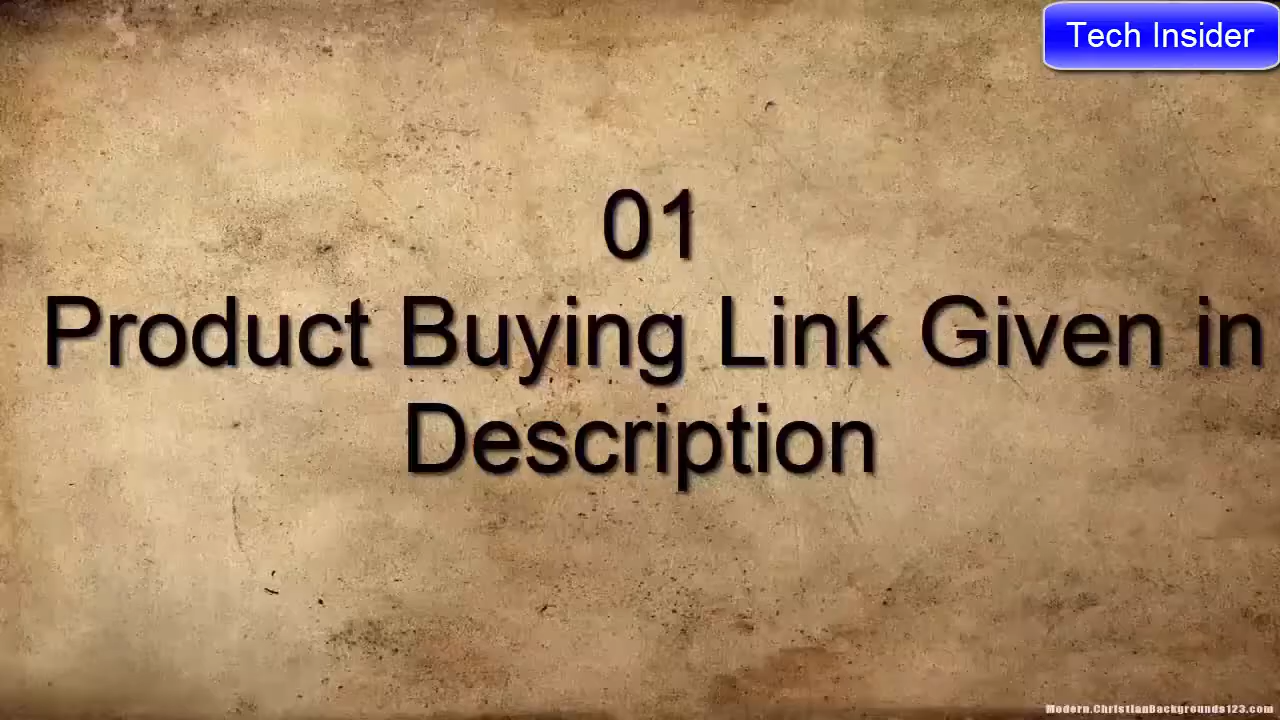 Tech Insider
01
Product Buying Link Given in
Description
Modern.ChristianBackgrounds123.com